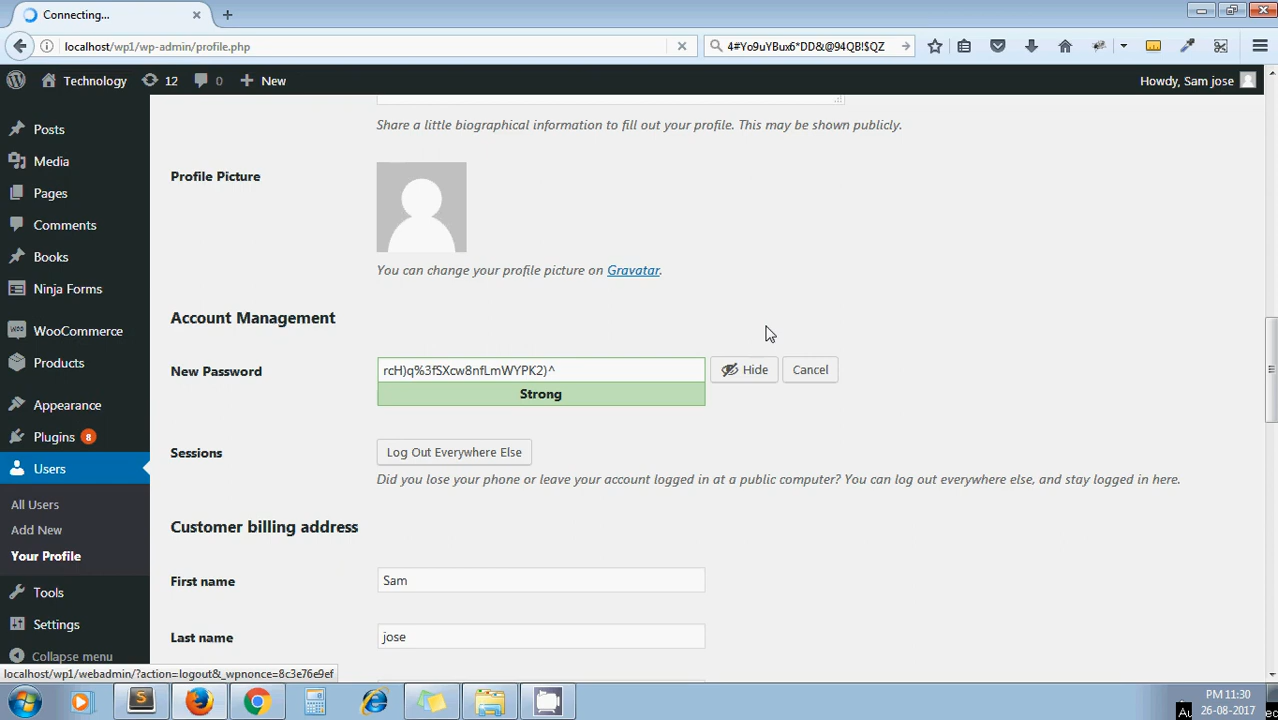 Connecting...
localhost/wp1/wp-admin/profile.php
4#Yo9uYBux6*DD&@94QB!$QZ
Technology
12
0
New
Howdy, Sam jose
Posts
Media
Pages
Comments
Books
Ninja Forms
WooCommerce
Products
Appearance
Plugins 8
Users
All Users
Add New
Your Profile
Tools
Settings
Collapse menu
Share a little biographical information to fill out your profile. This may be shown publicly.
Profile Picture
You can change your profile picture on Gravatar.
Account Management
New Password
rcH)q%3fSXcw8nfLmWYPK2)^
Hide
Cancel
Strong
Sessions
Log Out Everywhere Else
Did you lose your phone or leave your account logged in at a public computer? You can log out everywhere else, and stay logged in here.
Customer billing address
First name
Sam
Last name
jose
localhost/wp1/webadmin/?action=logout&_wpnonce=8c3e76e9ef
PM 11:30
26-08-2017